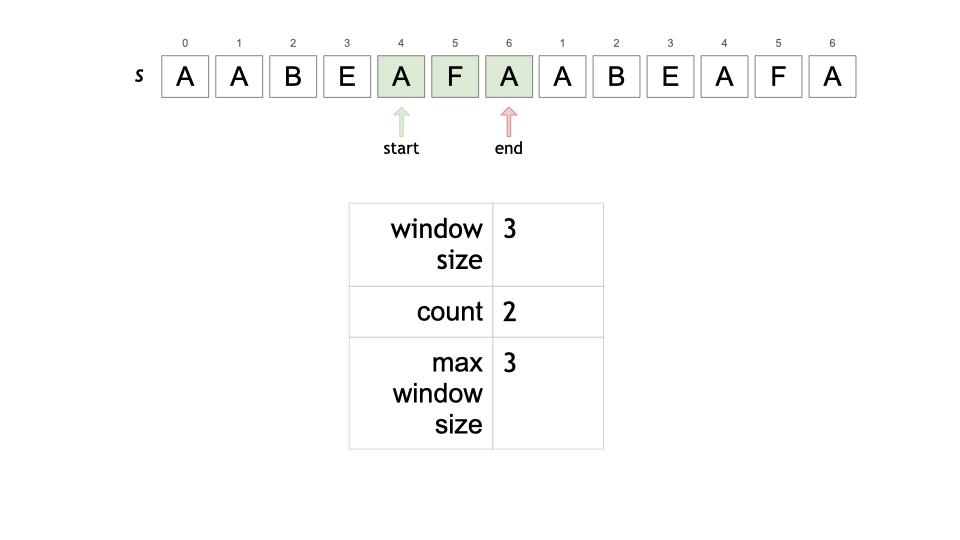 0 1 2 3 4 5 6 1 2 3 4 5 6
s A A B E A F A A B E A F A
start end
window 3
size
count 2
max 3
window
size